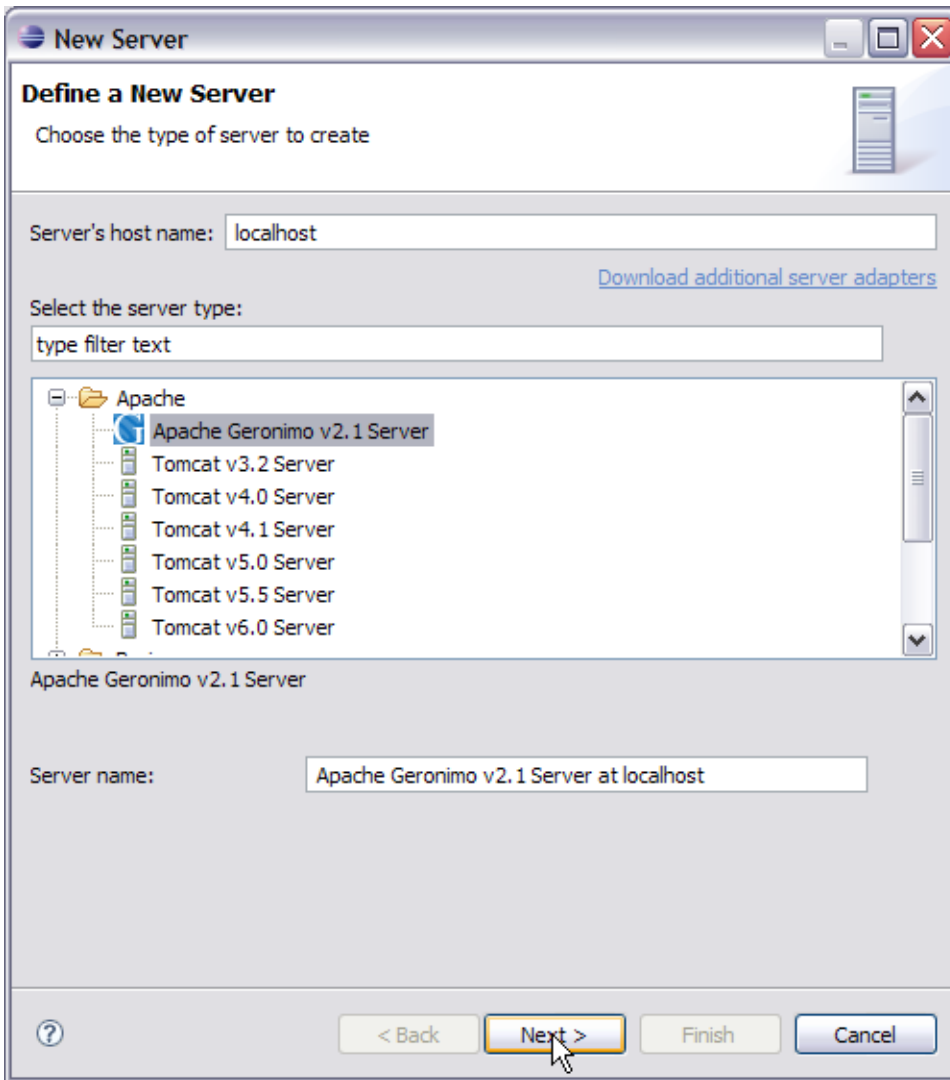 New Server
Define a New Server
Choose the type of server to create
Server's host name: localhost
Download additional server adapters
Select the server type:
type filter text
Apache
Apache Geronimo v2.1 Server
Tomcat v3.2 Server
Tomcat v4.0 Server
Tomcat v4.1 Server
Tomcat v5.0 Server
Tomcat v5.5 Server
Tomcat v6.0 Server
Apache Geronimo v2.1 Server
Server name: Apache Geronimo v2.1 Server at localhost
? < Back Next > Finish Cancel